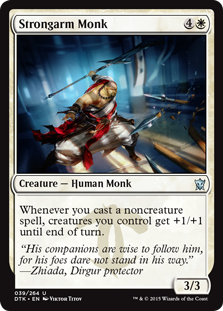 Strongarm Monk 4
Creature — Human Monk
Whenever you cast a noncreature
spell, creatures you control get +1/+1
until end of turn.
"His companions are wise to follow him,
for his foes dare not stand in his way."
—Zhiada, Dirgur protector
3/3
039/264 U
DTK • EN Viktor Titov
™ & © 2015 Wizards of the Coast